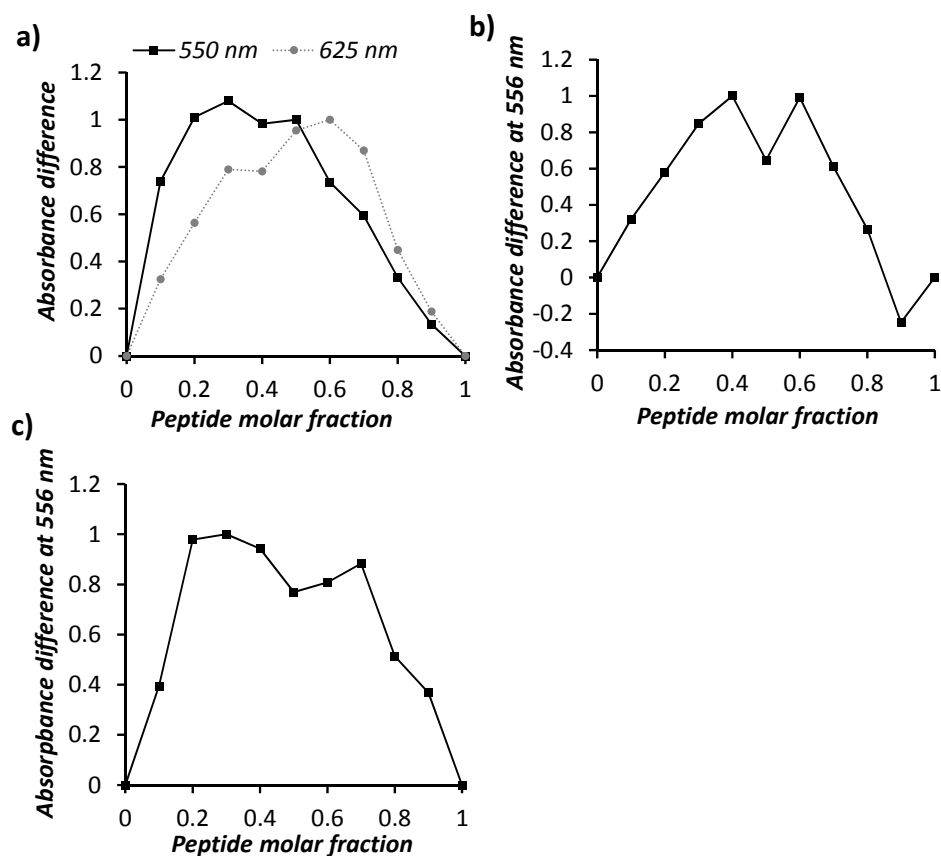 a)
550 nm 625 nm
Absorbance difference
1.2
1
0.8
0.6
0.4
0.2
0
0 0.2 0.4 0.6 0.8 1
Peptide molar fraction
b)
Absorbance difference at 556 nm
1.2
1
0.8
0.6
0.4
0.2
0
-0.2
-0.4
0 0.2 0.4 0.6 0.8 1
Peptide molar fraction
c)
Absorpbance difference at 556 nm
1.2
1
0.8
0.6
0.4
0.2
0
0 0.2 0.4 0.6 0.8 1
Peptide molar fraction